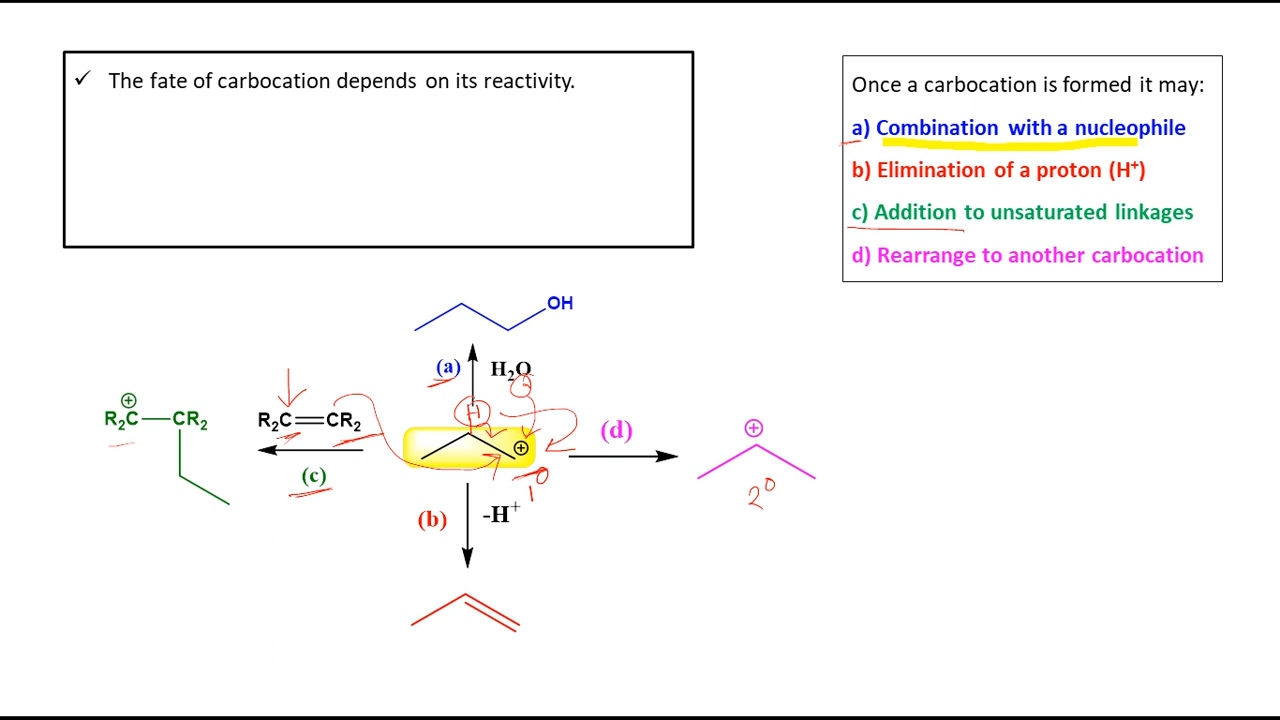 ✓ The fate of carbocation depends on its reactivity.
Once a carbocation is formed it may:
a) Combination with a nucleophile
b) Elimination of a proton (H⁺)
c) Addition to unsaturated linkages
d) Rearrange to another carbocation
OH
(a) H₂O
H
⊕
R₂C—CR₂
R₂C=CR₂
(c)
⊕
1°
(d)
⊕
2°
(b) -H⁺